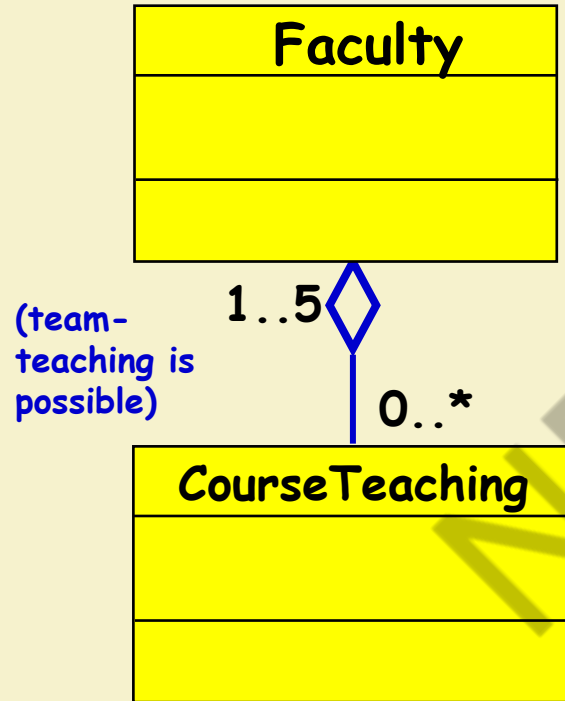 Faculty
1..5
(team-
teaching is
possible)
0..*
CourseTeaching